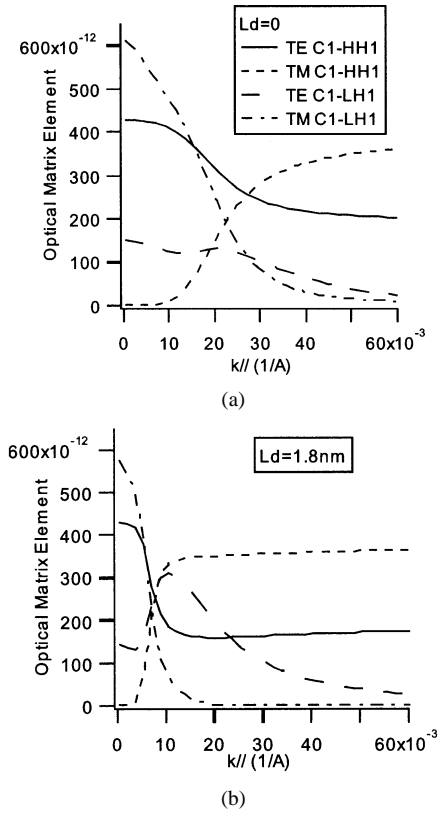 Ld=0
TE C1-HH1
TM C1-HH1
TE C1-LH1
TM C1-LH1
Optical Matrix Element
600x10⁻¹²
500
400
300
200
100
0
0 10 20 30 40 60x10⁻³
k// (1/A)
(a)
Ld=1.8nm
Optical Matrix Element
600x10⁻¹²
500
400
300
200
100
0
0 10 20 30 40 60x10⁻³
k// (1/A)
(b)